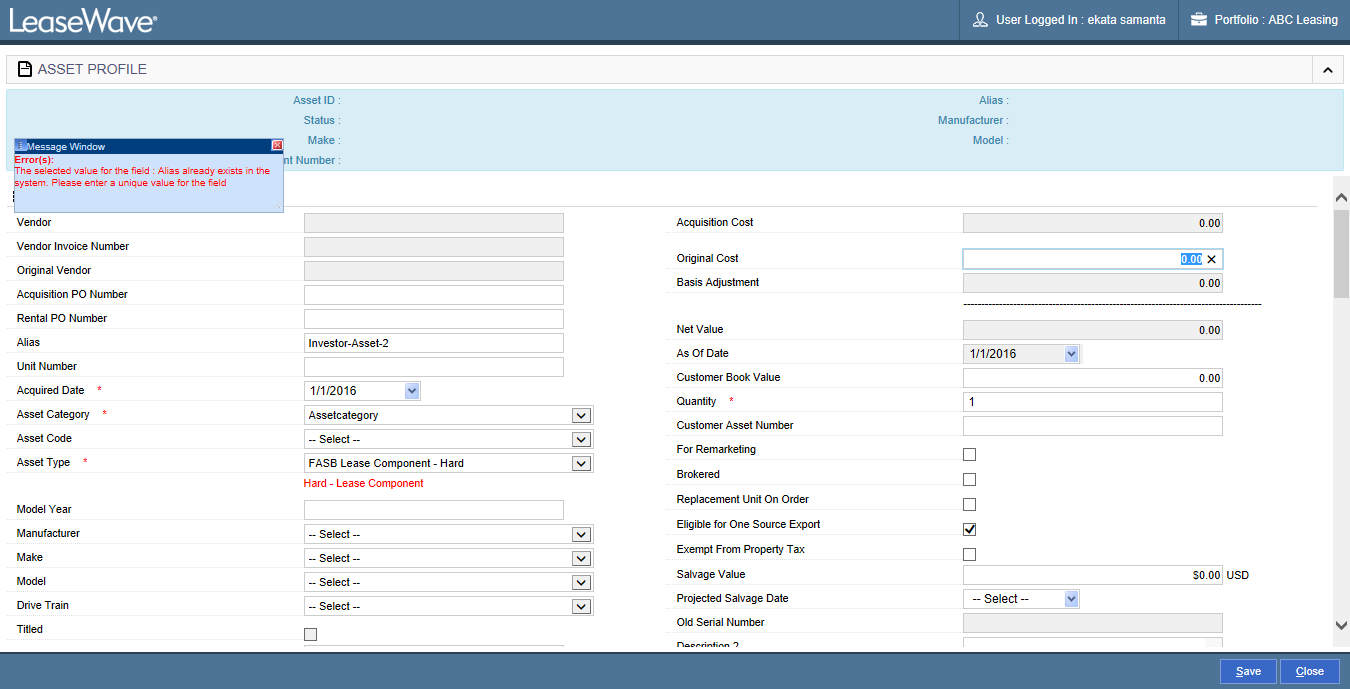 LeaseWave®
User Logged In : ekata samanta
Portfolio : ABC Leasing
ASSET PROFILE
Asset ID :
Alias :
Status :
Manufacturer :
Make :
Model :
nt Number :
Message Window
Error(s):
The selected value for the field : Alias already exists in the
system. Please enter a unique value for the field
Vendor
Vendor Invoice Number
Original Vendor
Acquisition PO Number
Rental PO Number
Alias Investor-Asset-2
Unit Number
Acquired Date * 1/1/2016
Asset Category * Assetcategory
Asset Code -- Select --
Asset Type * FASB Lease Component - Hard
Hard - Lease Component
Model Year
Manufacturer -- Select --
Make -- Select --
Model -- Select --
Drive Train -- Select --
Titled
Acquisition Cost 0.00
Original Cost 0.00
Basis Adjustment 0.00
Net Value 0.00
As Of Date 1/1/2016
Customer Book Value 0.00
Quantity * 1
Customer Asset Number
For Remarketing
Brokered
Replacement Unit On Order
Eligible for One Source Export
Exempt From Property Tax
Salvage Value $0.00 USD
Projected Salvage Date -- Select --
Old Serial Number
Description 2
Save
Close